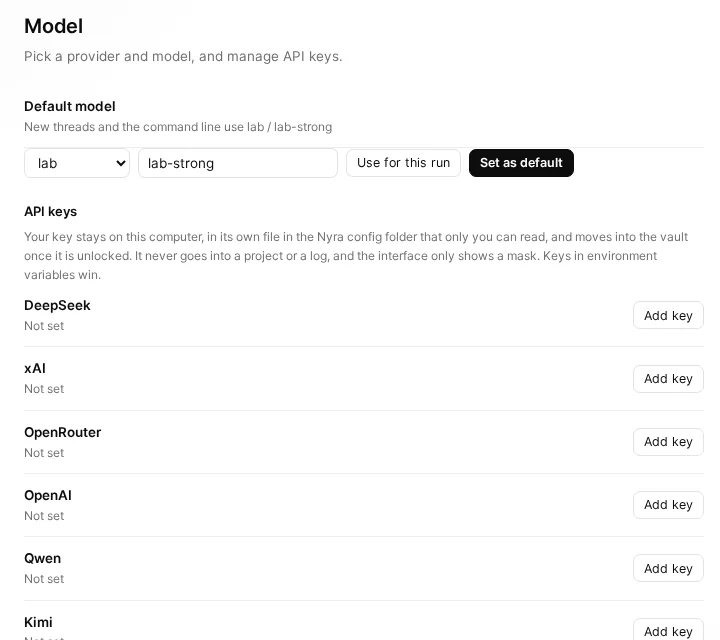 Model
Pick a provider and model, and manage API keys.
Default model
New threads and the command line use lab / lab-strong
lab
lab-strong
Use for this run
Set as default
API keys
Your key stays on this computer, in its own file in the Nyra config folder that only you can read, and moves into the vault
once it is unlocked. It never goes into a project or a log, and the interface only shows a mask. Keys in environment
variables win.
DeepSeek
Not set
Add key
xAI
Not set
Add key
OpenRouter
Not set
Add key
OpenAI
Not set
Add key
Qwen
Not set
Add key
Kimi
Not set
Add key